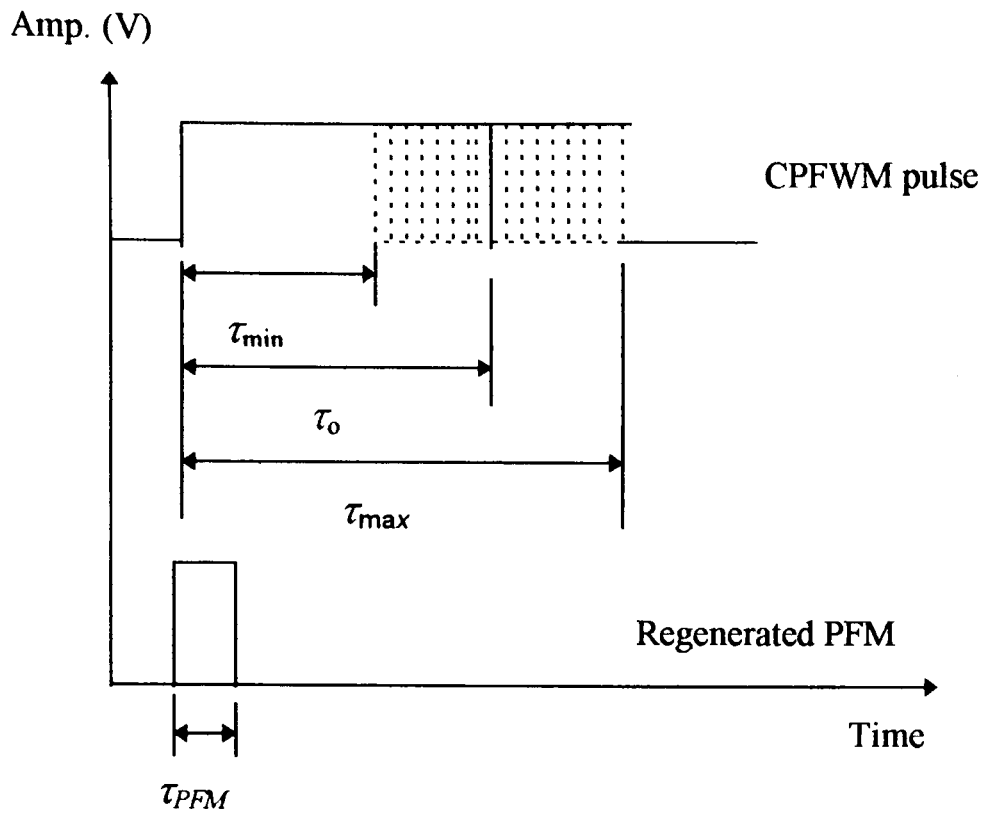 Amp. (V)
CPFWM pulse
τmin
τo
τmax
Regenerated PFM
Time
τPFM